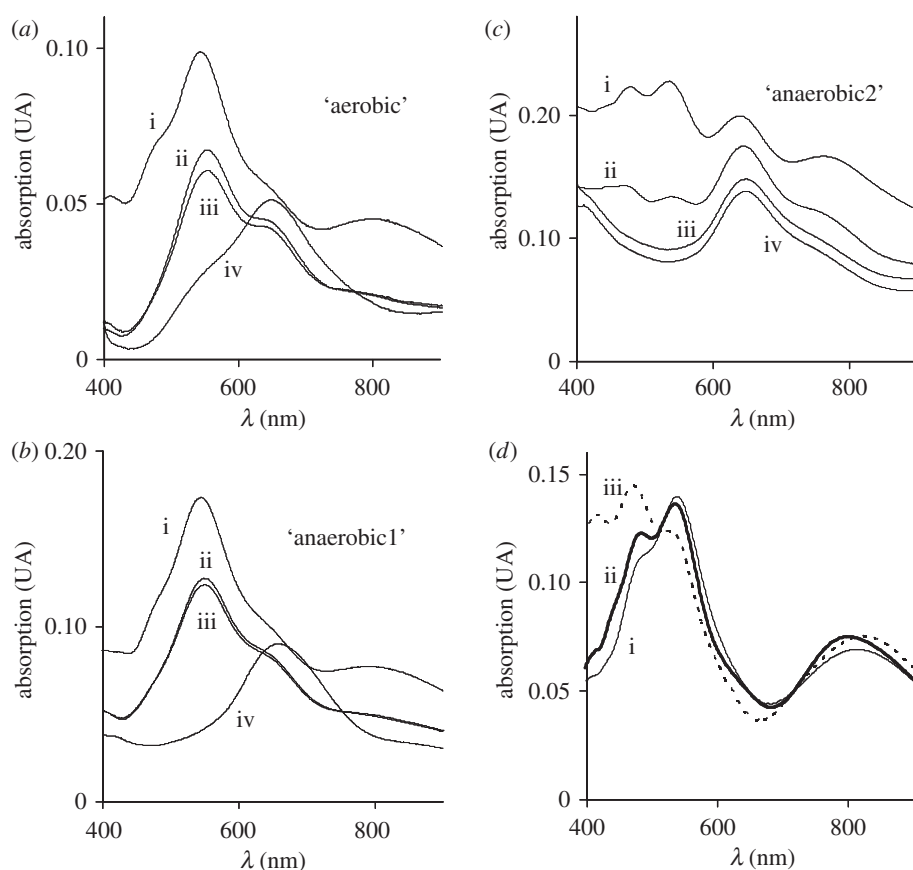 (a)
0.10
'aerobic'
i
ii
iii
iv
0.05
0
absorption (UA)
400 600 800
λ (nm)
(c)
0.20
'anaerobic2'
i
ii
iii
iv
0.10
0
absorption (UA)
400 600 800
λ (nm)
(b)
0.20
'anaerobic1'
i
ii
iii
iv
0.10
0
absorption (UA)
400 600 800
λ (nm)
(d)
0.15
iii
ii
i
0.10
0.05
0
absorption (UA)
400 600 800
λ (nm)